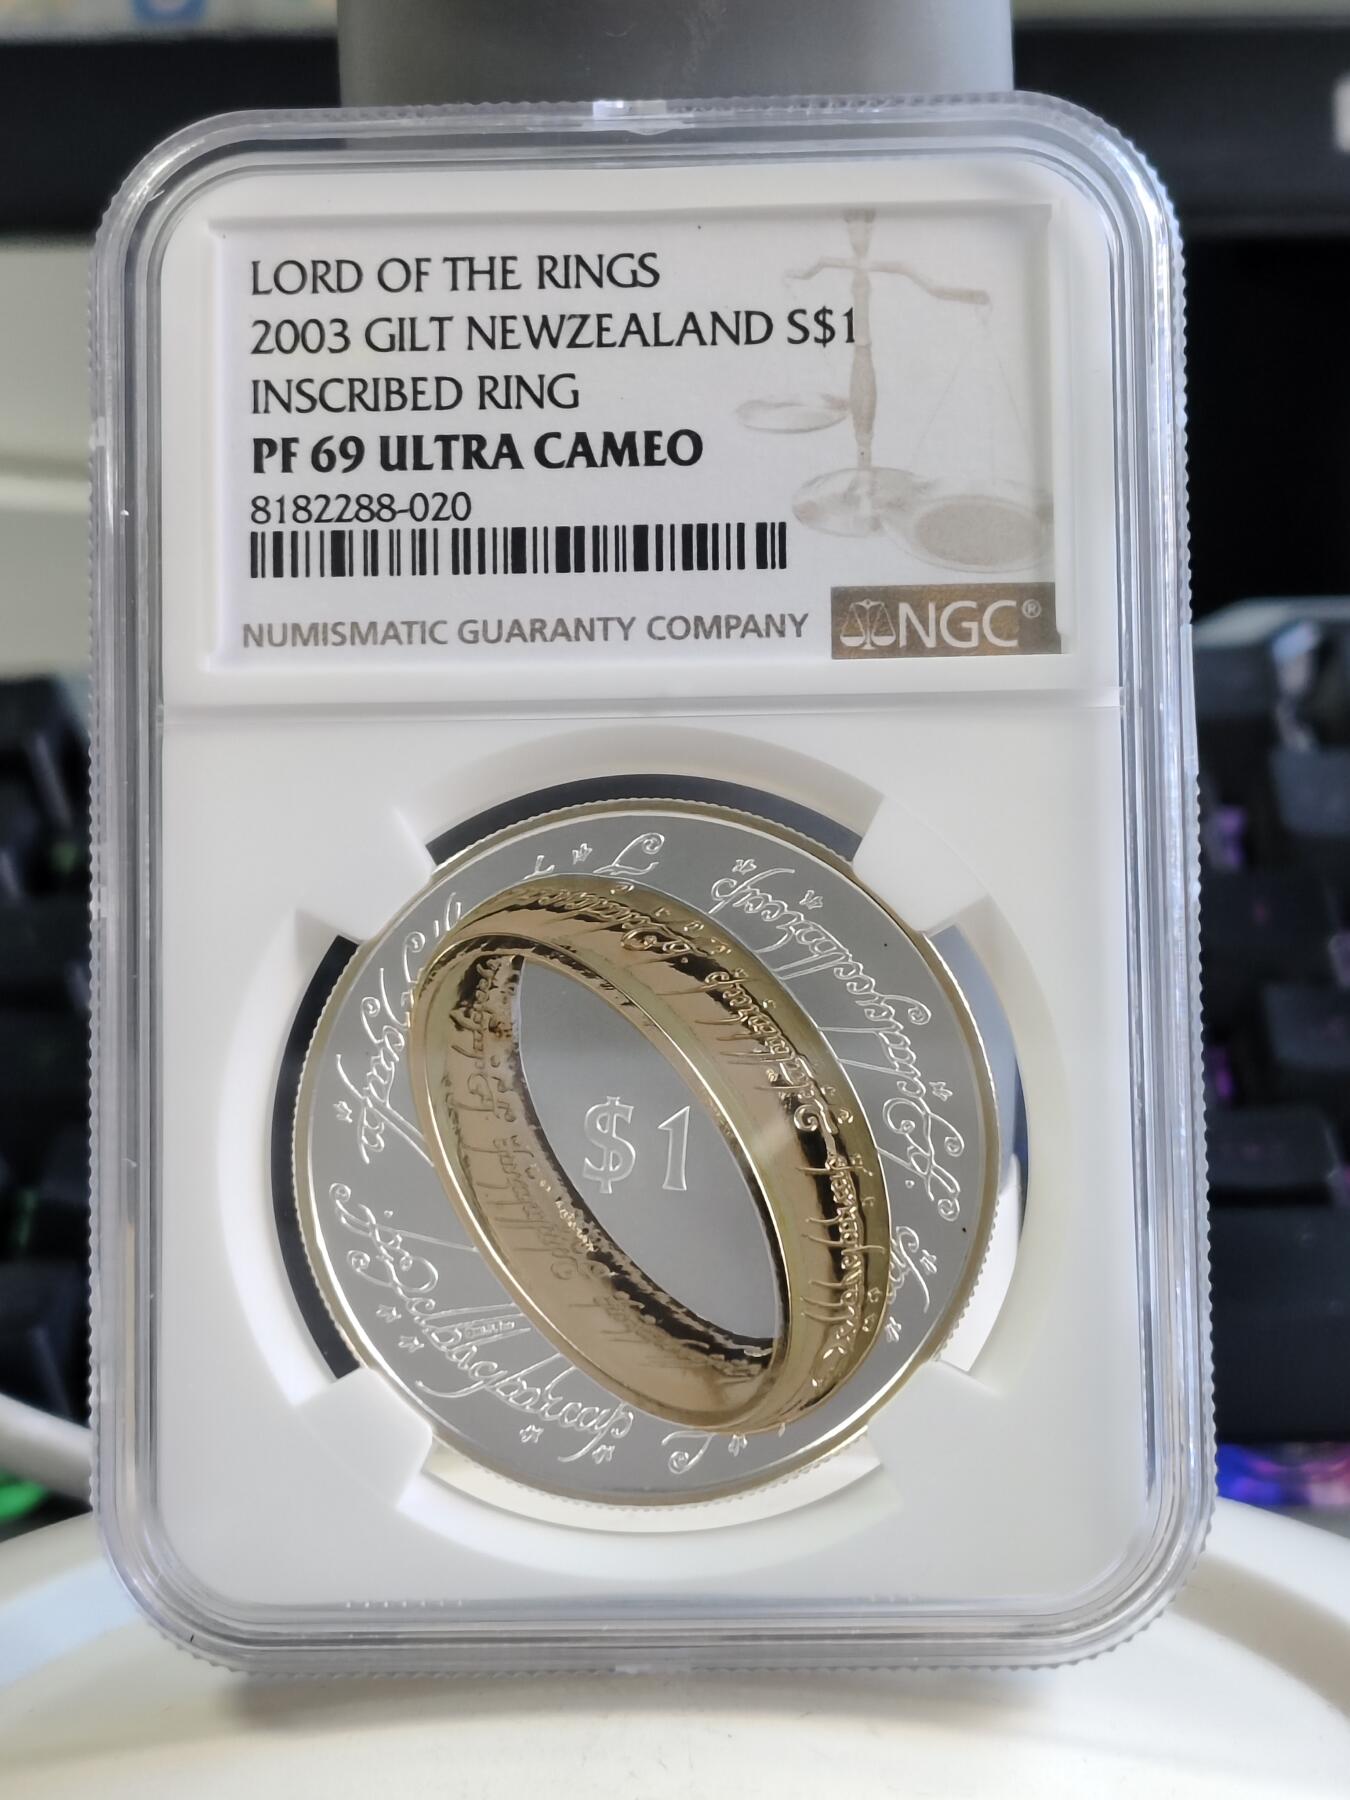 LORD OF THE RINGS
2003 GILT NEWZEALAND S$1
INSCRIBED RING
PF 69 ULTRA CAMEO
8182288-020
NUMISMATIC GUARANTY COMPANY NGC®
$1